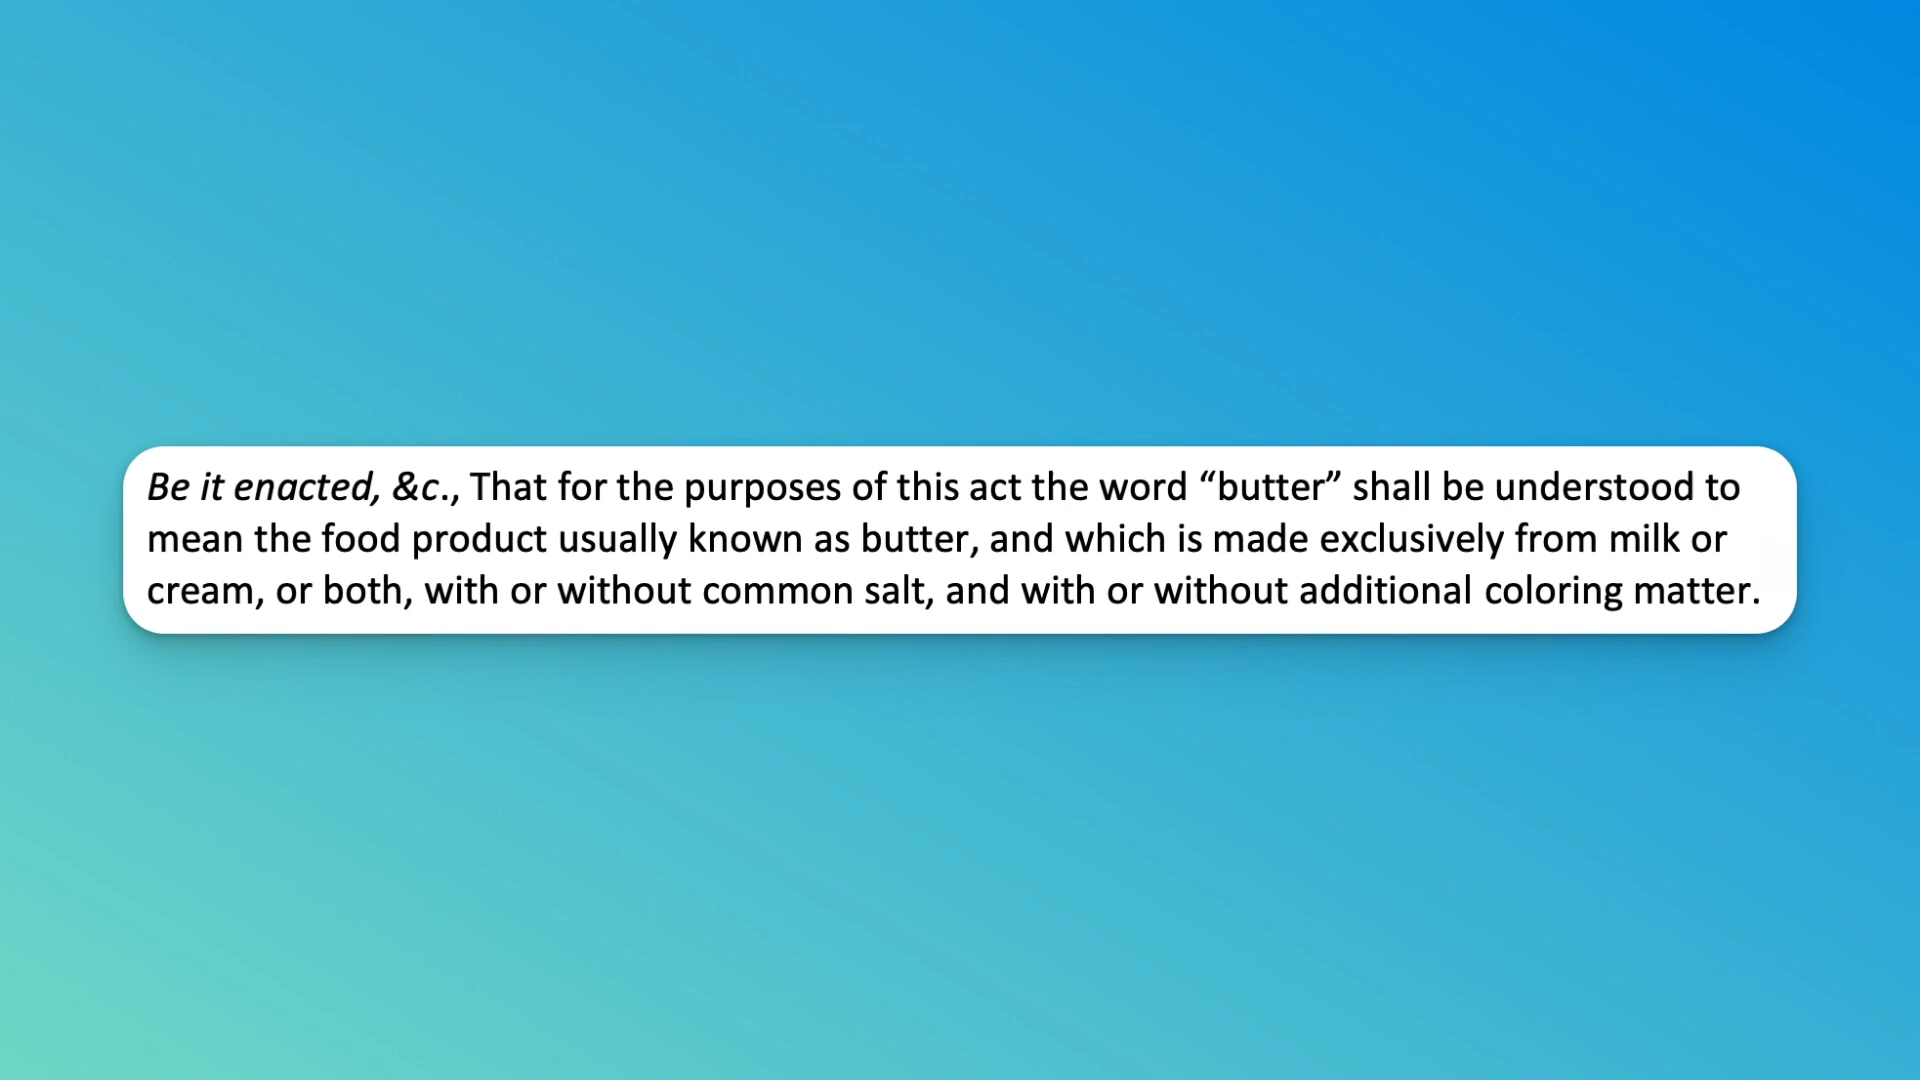 Be it enacted, &c., That for the purposes of this act the word “butter” shall be understood to
mean the food product usually known as butter, and which is made exclusively from milk or
cream, or both, with or without common salt, and with or without additional coloring matter.